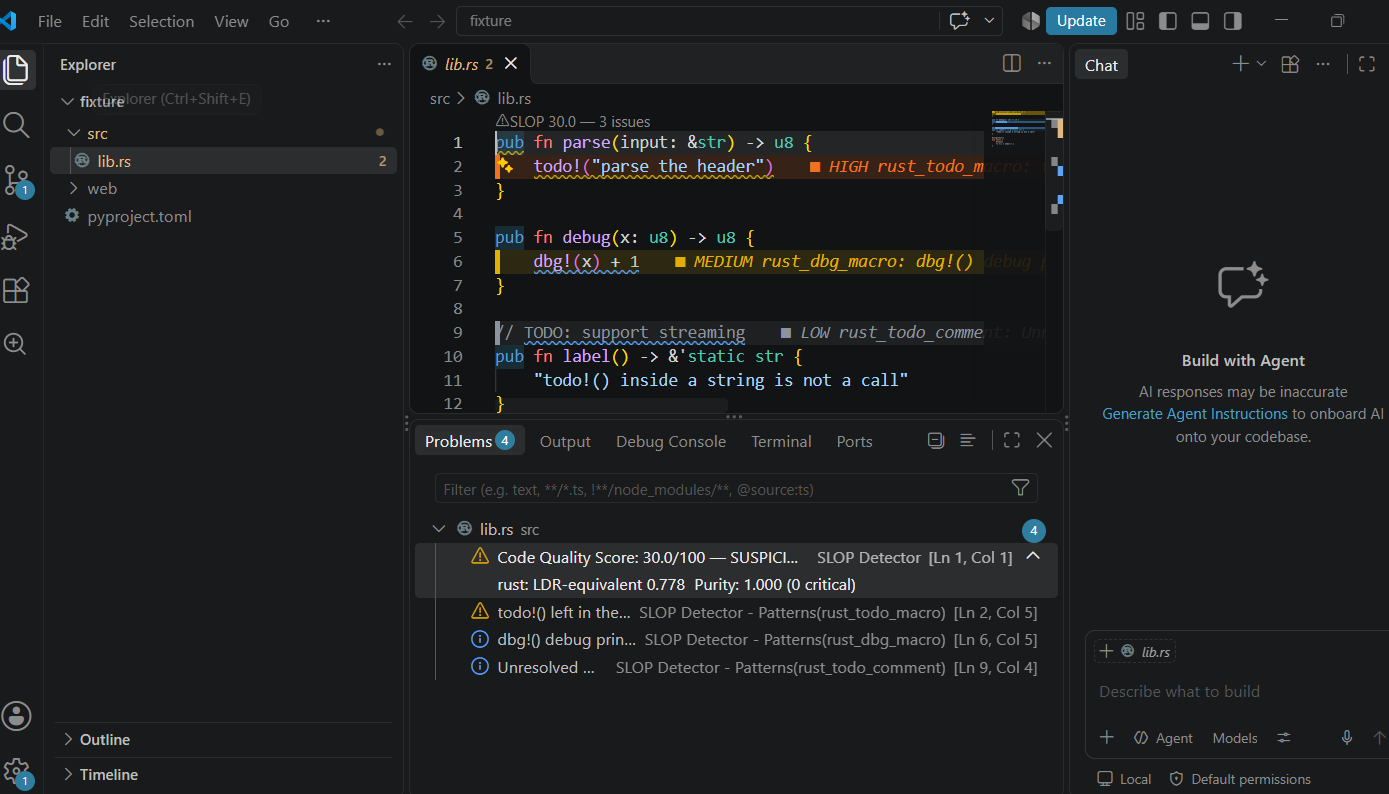 File Edit Selection View Go ··· fixture Update
Explorer ···
fixture
Explorer (Ctrl+Shift+E)
src
lib.rs 2
web
pyproject.toml
Outline
Timeline
1
1
lib.rs 2
src > lib.rs
⚠SLOP 30.0 — 3 issues
1 pub fn parse(input: &str) -> u8 {
2 todo!("parse the header") ■ HIGH rust_todo_macro:
3 }
4
5 pub fn debug(x: u8) -> u8 {
6 dbg!(x) + 1 ■ MEDIUM rust_dbg_macro: dbg!() debug
7 }
8
9 // TODO: support streaming ■ LOW rust_todo_comment: Unr
10 pub fn label() -> &'static str {
11 "todo!() inside a string is not a call"
12 }
Problems 4 Output Debug Console Terminal Ports
Filter (e.g. text, **/*.ts, !**/node_modules/**, @source:ts)
lib.rs src 4
Code Quality Score: 30.0/100 — SUSPICI... SLOP Detector [Ln 1, Col 1]
rust: LDR-equivalent 0.778 Purity: 1.000 (0 critical)
todo!() left in the... SLOP Detector - Patterns(rust_todo_macro) [Ln 2, Col 5]
dbg!() debug prin... SLOP Detector - Patterns(rust_dbg_macro) [Ln 6, Col 5]
Unresolved ... SLOP Detector - Patterns(rust_todo_comment) [Ln 9, Col 4]
Chat
Build with Agent
AI responses may be inaccurate
Generate Agent Instructions to onboard AI
onto your codebase.
lib.rs
Describe what to build
Agent Models
Local Default permissions